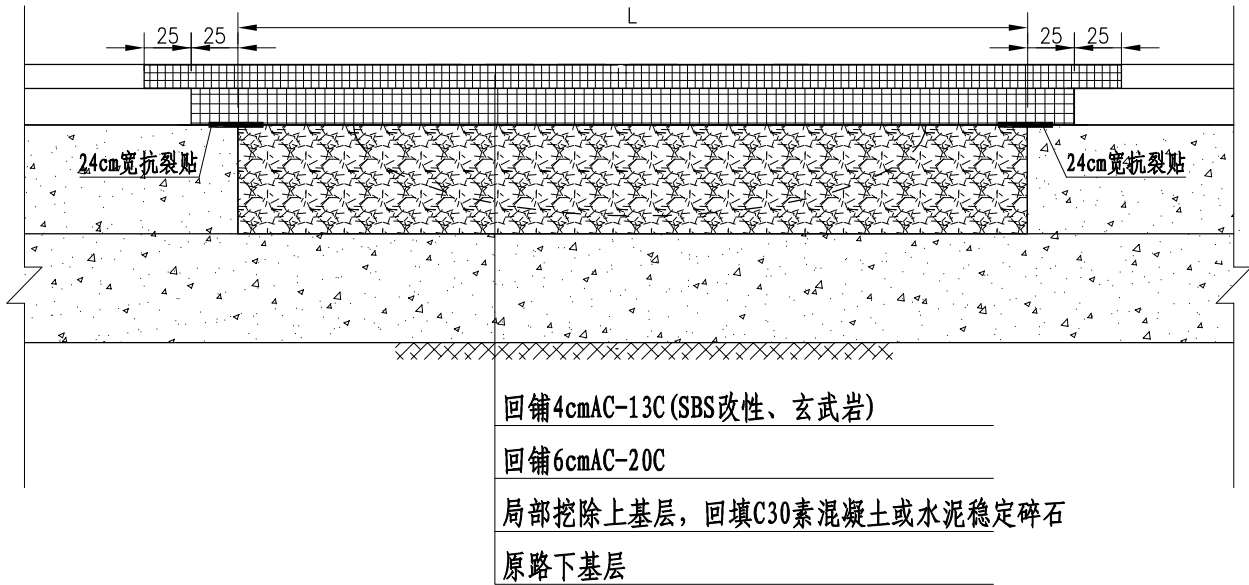 L
25 25 25 25
24cm宽抗裂贴 24cm宽抗裂贴
回铺4cmAC-13C(SBS改性、玄武岩)
回铺6cmAC-20C
局部挖除上基层，回填C30素混凝土或水泥稳定碎石
原路下基层